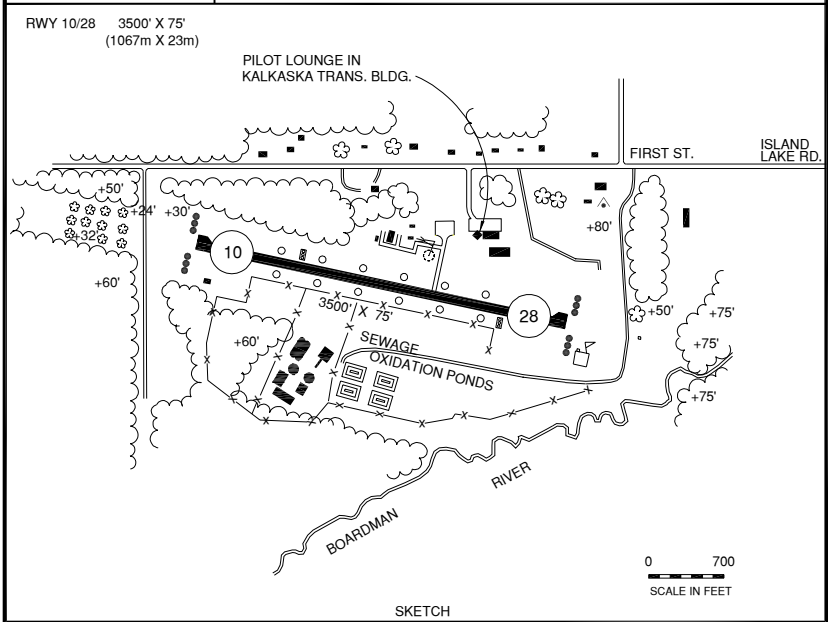 RWY 10/28 3500' X 75'
(1067m X 23m)
PILOT LOUNGE IN
KALKASKA TRANS. BLDG.
FIRST ST.
ISLAND
LAKE RD.
+50'
+24'
+30'
+32'
+80'
+60'
10
3500' X 75'
28
+50'
+75'
+60'
+75'
SEWAGE
OXIDATION PONDS
+75'
BOARDMAN
RIVER
0 700
SCALE IN FEET
SKETCH